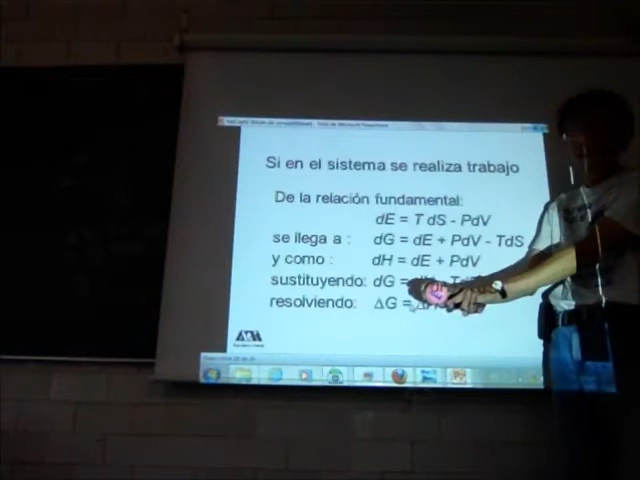 Si en el sistema se realiza trabajo
De la relación fundamental:
dE = T dS - PdV
se llega a : dG = dE + PdV - TdS
y como : dH = dE + PdV
sustituyendo: dG =
resolviendo: ΔG =